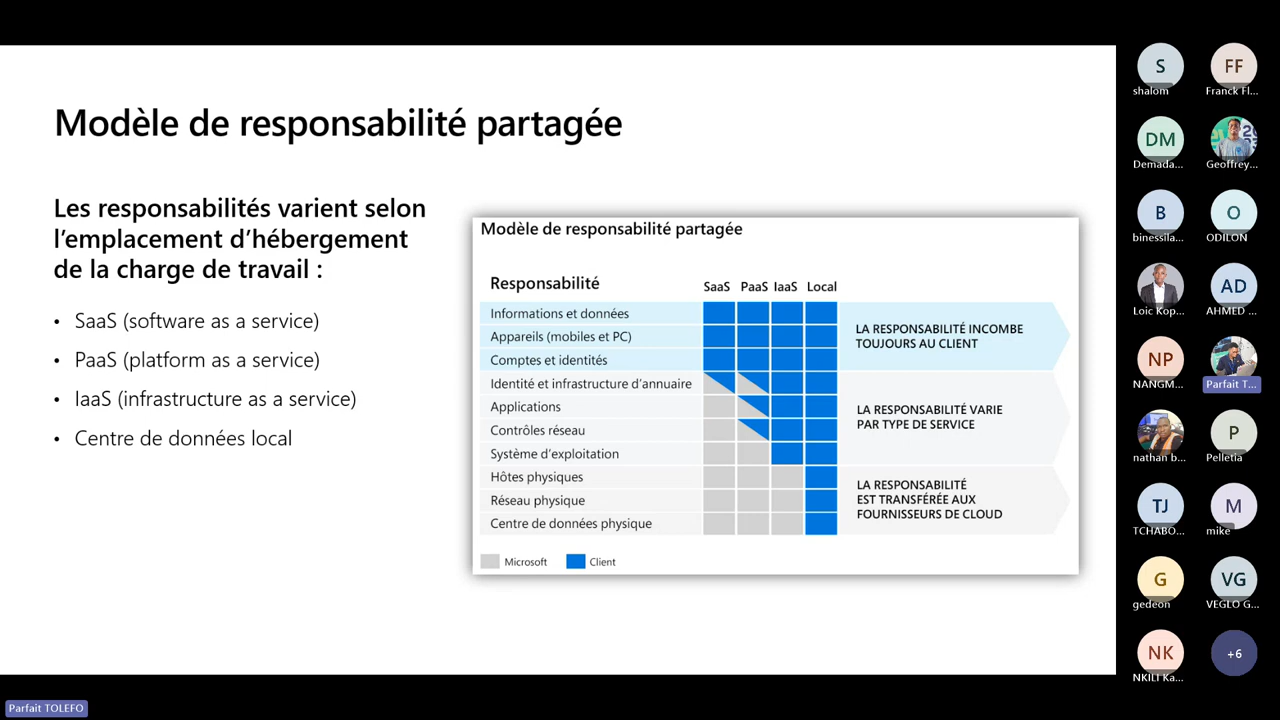 Modèle de responsabilité partagée
Les responsabilités varient selon
l’emplacement d’hébergement
de la charge de travail :
• SaaS (software as a service)
• PaaS (platform as a service)
• IaaS (infrastructure as a service)
• Centre de données local
Modèle de responsabilité partagée
Responsabilité SaaS PaaS IaaS Local
Informations et données
Appareils (mobiles et PC)
Comptes et identités
LA RESPONSABILITÉ INCOMBE
TOUJOURS AU CLIENT
Identité et infrastructure d’annuaire
Applications
Contrôles réseau
Système d’exploitation
LA RESPONSABILITÉ VARIE
PAR TYPE DE SERVICE
Hôtes physiques
Réseau physique
Centre de données physique
LA RESPONSABILITÉ
EST TRANSFÉRÉE AUX
FOURNISSEURS DE CLOUD
Microsoft Client
S FF
shalom Franck Fl...
DM
Demada... Geoffrey...
B O
binessila... ODILON
AD
Loic Kop... AHMED ...
NP
NANGM... Parfait T...
P
nathan b... Pelletia
TJ M
TCHABO... mike
G VG
gedeon VEGLO G...
NK +6
NKILI Ka...
Parfait TOLEFO